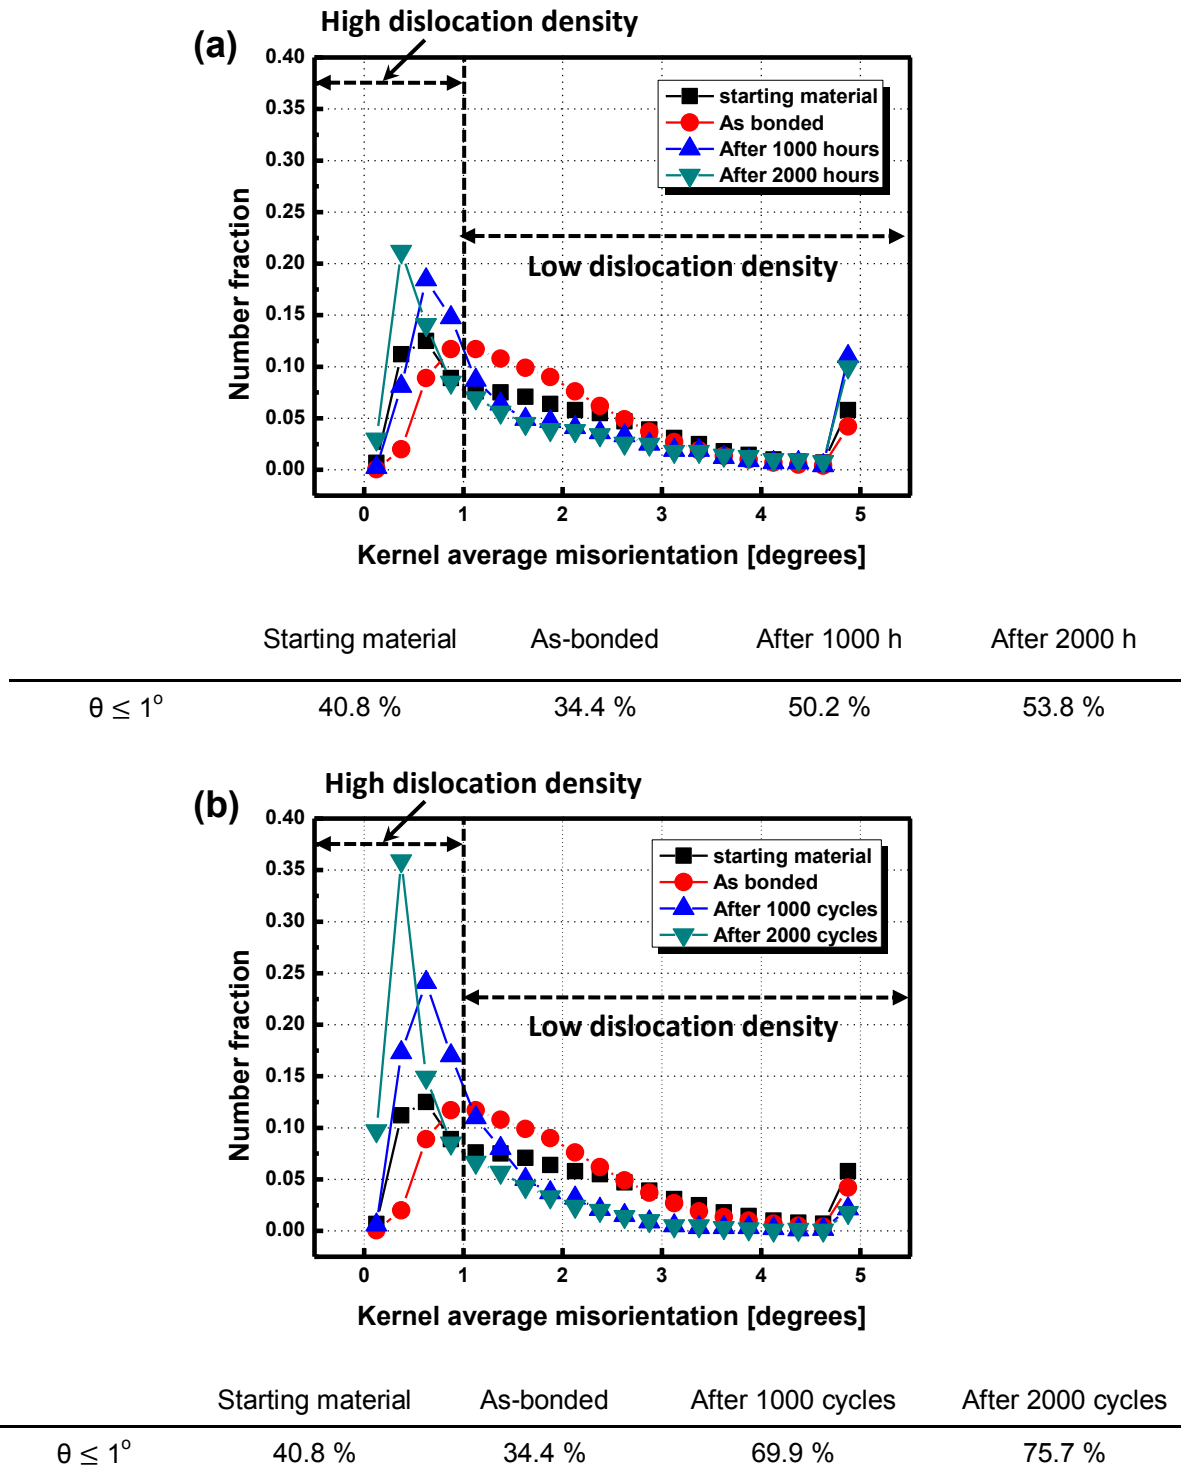 High dislocation density
(a)
0.40
0.35
0.30
0.25
0.20
0.15
0.10
0.05
0.00
Number fraction
starting material
As bonded
After 1000 hours
After 2000 hours
Low dislocation density
0 1 2 3 4 5
Kernel average misorientation [degrees]
Starting material As-bonded After 1000 h After 2000 h
θ ≤ 1° 40.8 % 34.4 % 50.2 % 53.8 %
High dislocation density
(b)
0.40
0.35
0.30
0.25
0.20
0.15
0.10
0.05
0.00
Number fraction
starting material
As bonded
After 1000 cycles
After 2000 cycles
Low dislocation density
0 1 2 3 4 5
Kernel average misorientation [degrees]
Starting material As-bonded After 1000 cycles After 2000 cycles
θ ≤ 1° 40.8 % 34.4 % 69.9 % 75.7 %